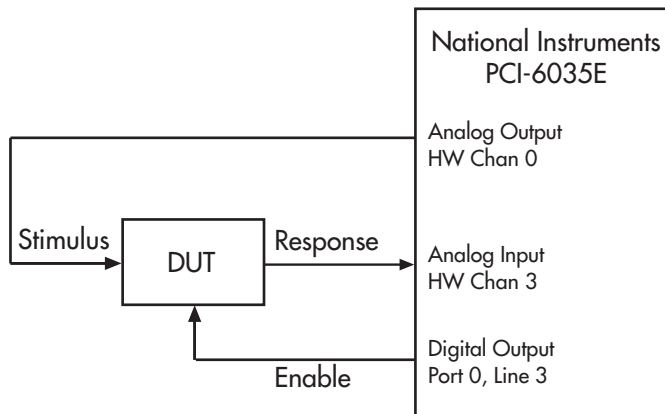 National Instruments
PCI-6035E
Analog Output
HW Chan 0
Stimulus
DUT
Response
Analog Input
HW Chan 3
Enable
Digital Output
Port 0, Line 3